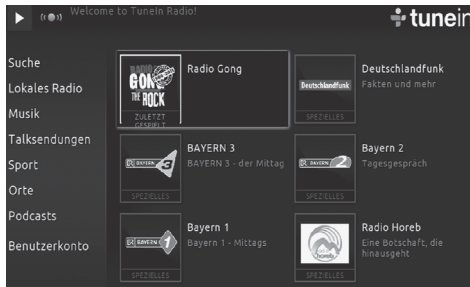 Welcome to TuneIn Radio!
tunein
Suche
Lokales Radio
Musik
Talksendungen
Sport
Orte
Podcasts
Benutzerkonto
RADIO
GONG
THE ROCK
ZULETZT
GESPIELT
Radio Gong
Deutschlandfunk
SPEZIELLES
Deutschlandfunk
Fakten und mehr
BR BAYERN 3
SPEZIELLES
BAYERN 3
BAYERN 3 - der Mittag
BR BAYERN 2
SPEZIELLES
Bayern 2
Tagesgespräch
BR BAYERN 1
SPEZIELLES
Bayern 1
Bayern 1 - Mittags
horeb
SPEZIELLES
Radio Horeb
Eine Botschaft, die
hinausgeht